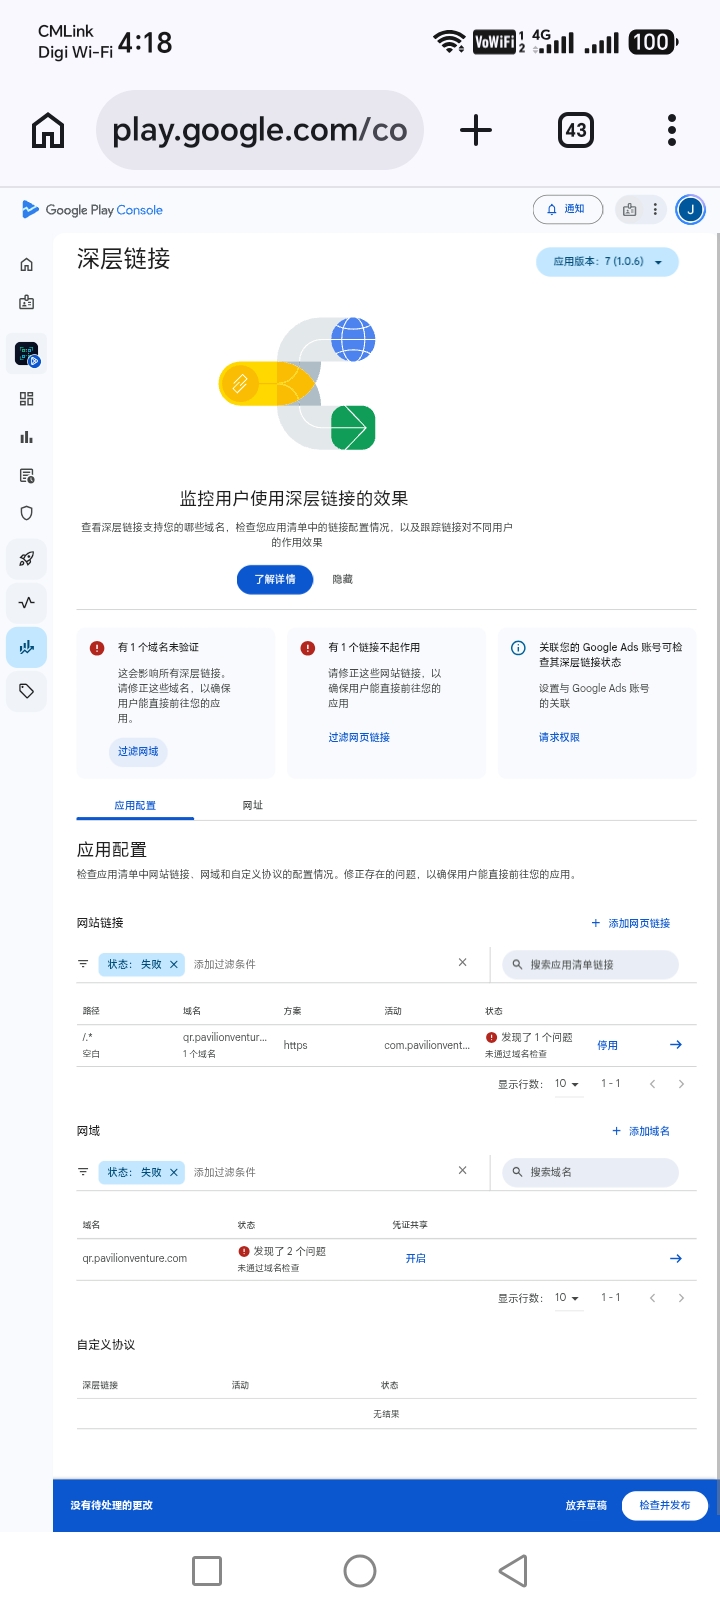 CMLink
Digi Wi-Fi
4:18
VoWiFi
1
2
4G
100
play.google.com/co
43
Google Play Console
通知
J
深层链接
应用版本：7 (1.0.6)
监控用户使用深层链接的效果
查看深层链接支持您的哪些域名，检查您应用清单中的链接配置情况，以及跟踪链接对不同用户
的作用效果
了解详情
隐藏
有 1 个域名未验证
这会影响所有深层链接。
请修正这些域名，以确保
用户能直接前往您的应
用。
过滤网域
有 1 个链接不起作用
请修正这些网站链接，以
确保用户能直接前往您的
应用
过滤网页链接
关联您的 Google Ads 账号可检
查其深层链接状态
设置与 Google Ads 账号
的关联
请求权限
应用配置
网址
应用配置
检查应用清单中网站链接、网域和自定义协议的配置情况。修正存在的问题，以确保用户能直接前往您的应用。
网站链接
+ 添加网页链接
状态： 失败
添加过滤条件
搜索应用清单链接
路径 域名 方案 活动 状态
/.* qr.pavilionventur... https com.pavilionvent... 发现了 1 个问题 停用
空白 1 个域名 未通过域名检查
显示行数： 10 1 - 1
网域
+ 添加域名
状态： 失败
添加过滤条件
搜索域名
域名 状态 凭证共享
qr.pavilionventure.com 发现了 2 个问题 开启
未通过域名检查
显示行数： 10 1 - 1
自定义协议
深层链接 活动 状态
无结果
没有待处理的更改
放弃草稿
检查并发布